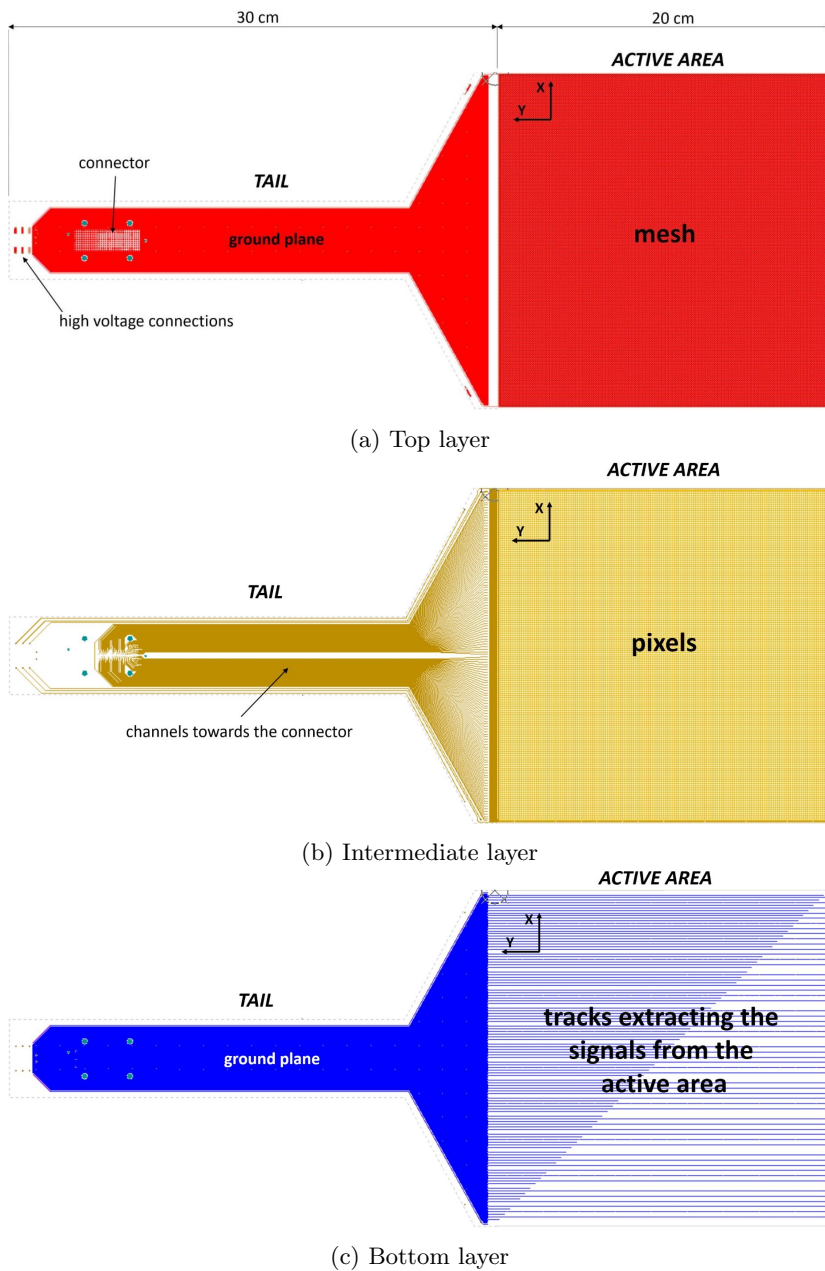 30 cm
20 cm
ACTIVE AREA
X
Y
connector
TAIL
ground plane
mesh
high voltage connections
(a) Top layer
ACTIVE AREA
X
Y
TAIL
pixels
channels towards the connector
(b) Intermediate layer
ACTIVE AREA
X
Y
TAIL
tracks extracting the
signals from the
active area
ground plane
(c) Bottom layer